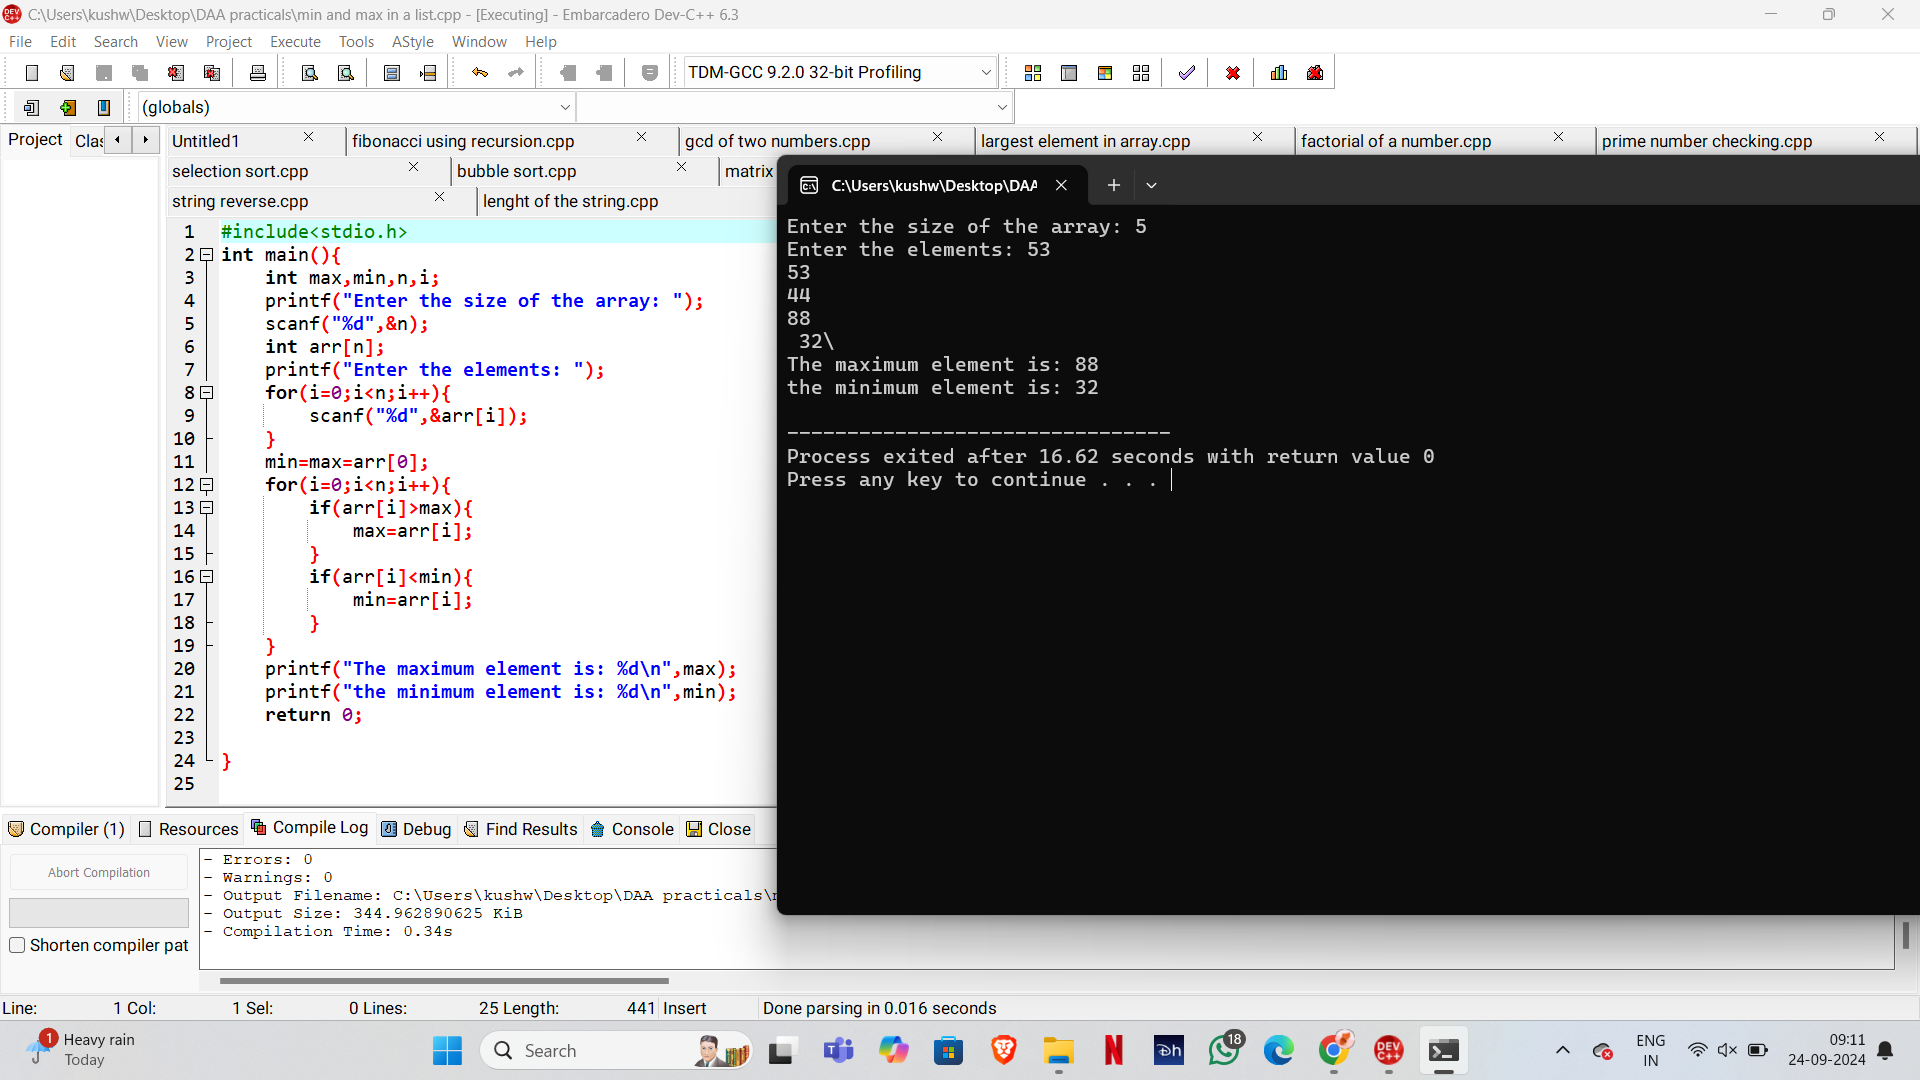 C:\Users\kushw\Desktop\DAA practicals\min and max in a list.cpp - [Executing] - Embarcadero Dev-C++ 6.3
File Edit Search View Project Execute Tools AStyle Window Help
TDM-GCC 9.2.0 32-bit Profiling
(globals)
Project Clas
Untitled1 fibonacci using recursion.cpp gcd of two numbers.cpp largest element in array.cpp factorial of a number.cpp prime number checking.cpp
selection sort.cpp bubble sort.cpp matrix
string reverse.cpp lenght of the string.cpp
1 #include<stdio.h>
2 int main(){
3 int max,min,n,i;
4 printf("Enter the size of the array: ");
5 scanf("%d",&n);
6 int arr[n];
7 printf("Enter the elements: ");
8 for(i=0;i<n;i++){
9 scanf("%d",&arr[i]);
10 }
11 min=max=arr[0];
12 for(i=0;i<n;i++){
13 if(arr[i]>max){
14 max=arr[i];
15 }
16 if(arr[i]<min){
17 min=arr[i];
18 }
19 }
20 printf("The maximum element is: %d\n",max);
21 printf("the minimum element is: %d\n",min);
22 return 0;
23
24 }
25
C:\Users\kushw\Desktop\DAA
Enter the size of the array: 5
Enter the elements: 53
53
44
88
32\
The maximum element is: 88
the minimum element is: 32
--------------------------------
Process exited after 16.62 seconds with return value 0
Press any key to continue . . .
Compiler (1) Resources Compile Log Debug Find Results Console Close
Abort Compilation
Shorten compiler pat
- Errors: 0
- Warnings: 0
- Output Filename: C:\Users\kushw\Desktop\DAA practicals\
- Output Size: 344.962890625 KiB
- Compilation Time: 0.34s
Line: 1 Col: 1 Sel: 0 Lines: 25 Length: 441 Insert Done parsing in 0.016 seconds
1 Heavy rain
Today
Search
18
ENG
IN
09:11
24-09-2024